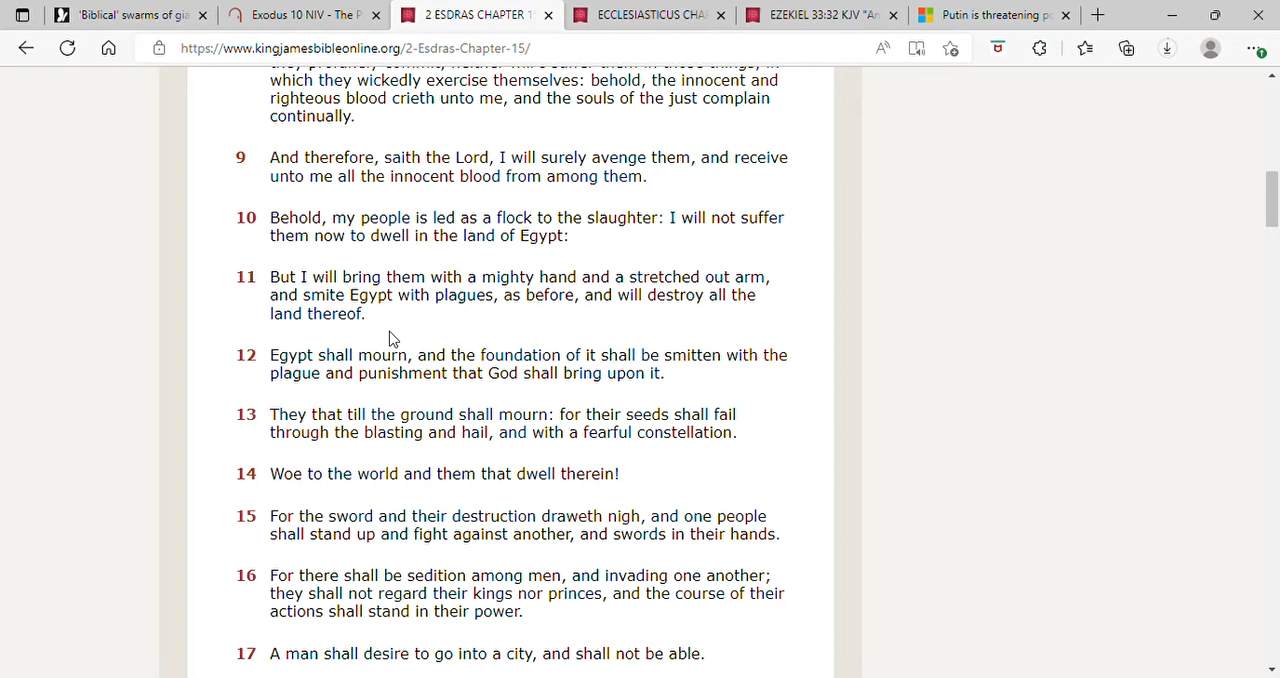 'Biblical' swarms of gia
Exodus 10 NIV - The P
2 ESDRAS CHAPTER 1
ECCLESIASTICUS CHA
EZEKIEL 33:32 KJV "An
Putin is threatening po
https://www.kingjamesbibleonline.org/2-Esdras-Chapter-15/
which they wickedly exercise themselves: behold, the innocent and
righteous blood crieth unto me, and the souls of the just complain
continually.
9 And therefore, saith the Lord, I will surely avenge them, and receive
unto me all the innocent blood from among them.
10 Behold, my people is led as a flock to the slaughter: I will not suffer
them now to dwell in the land of Egypt:
11 But I will bring them with a mighty hand and a stretched out arm,
and smite Egypt with plagues, as before, and will destroy all the
land thereof.
12 Egypt shall mourn, and the foundation of it shall be smitten with the
plague and punishment that God shall bring upon it.
13 They that till the ground shall mourn: for their seeds shall fail
through the blasting and hail, and with a fearful constellation.
14 Woe to the world and them that dwell therein!
15 For the sword and their destruction draweth nigh, and one people
shall stand up and fight against another, and swords in their hands.
16 For there shall be sedition among men, and invading one another;
they shall not regard their kings nor princes, and the course of their
actions shall stand in their power.
17 A man shall desire to go into a city, and shall not be able.